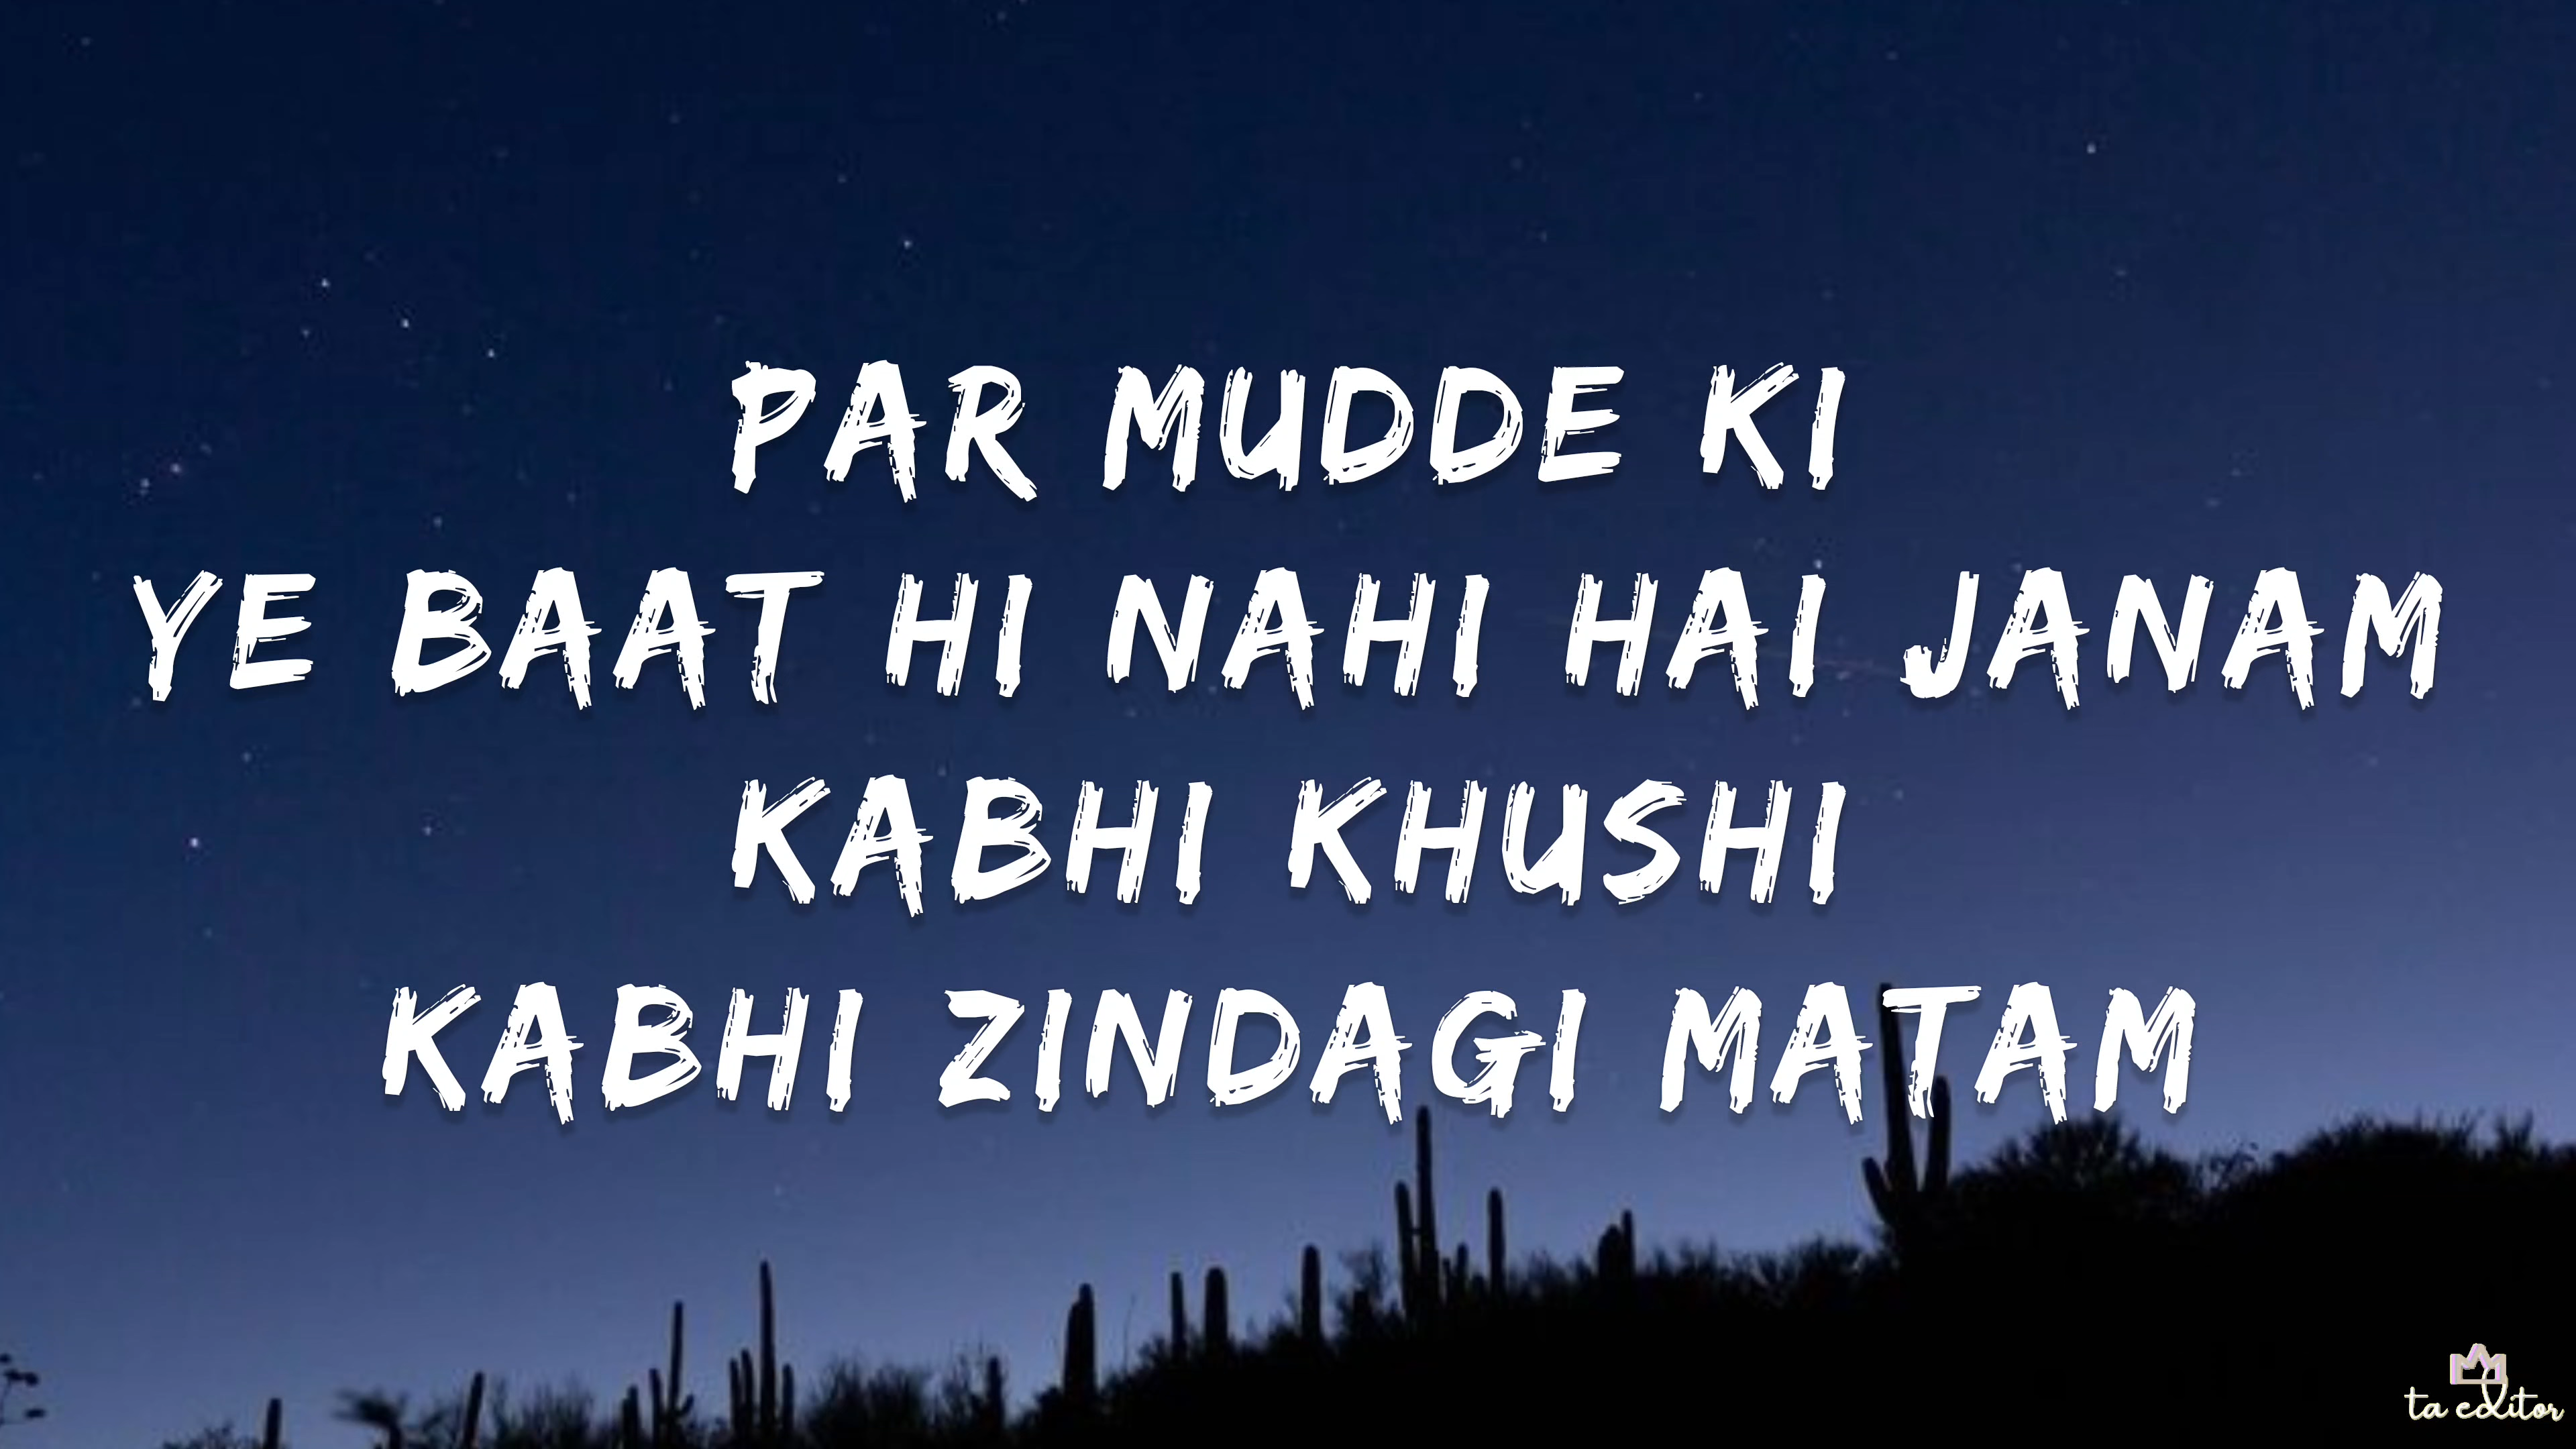 PAR MUDDE KI
YE BAAT HI NAHI HAI JANAM
KABHI KHUSHI
KABHI ZINDAGI MATAM
ta editor